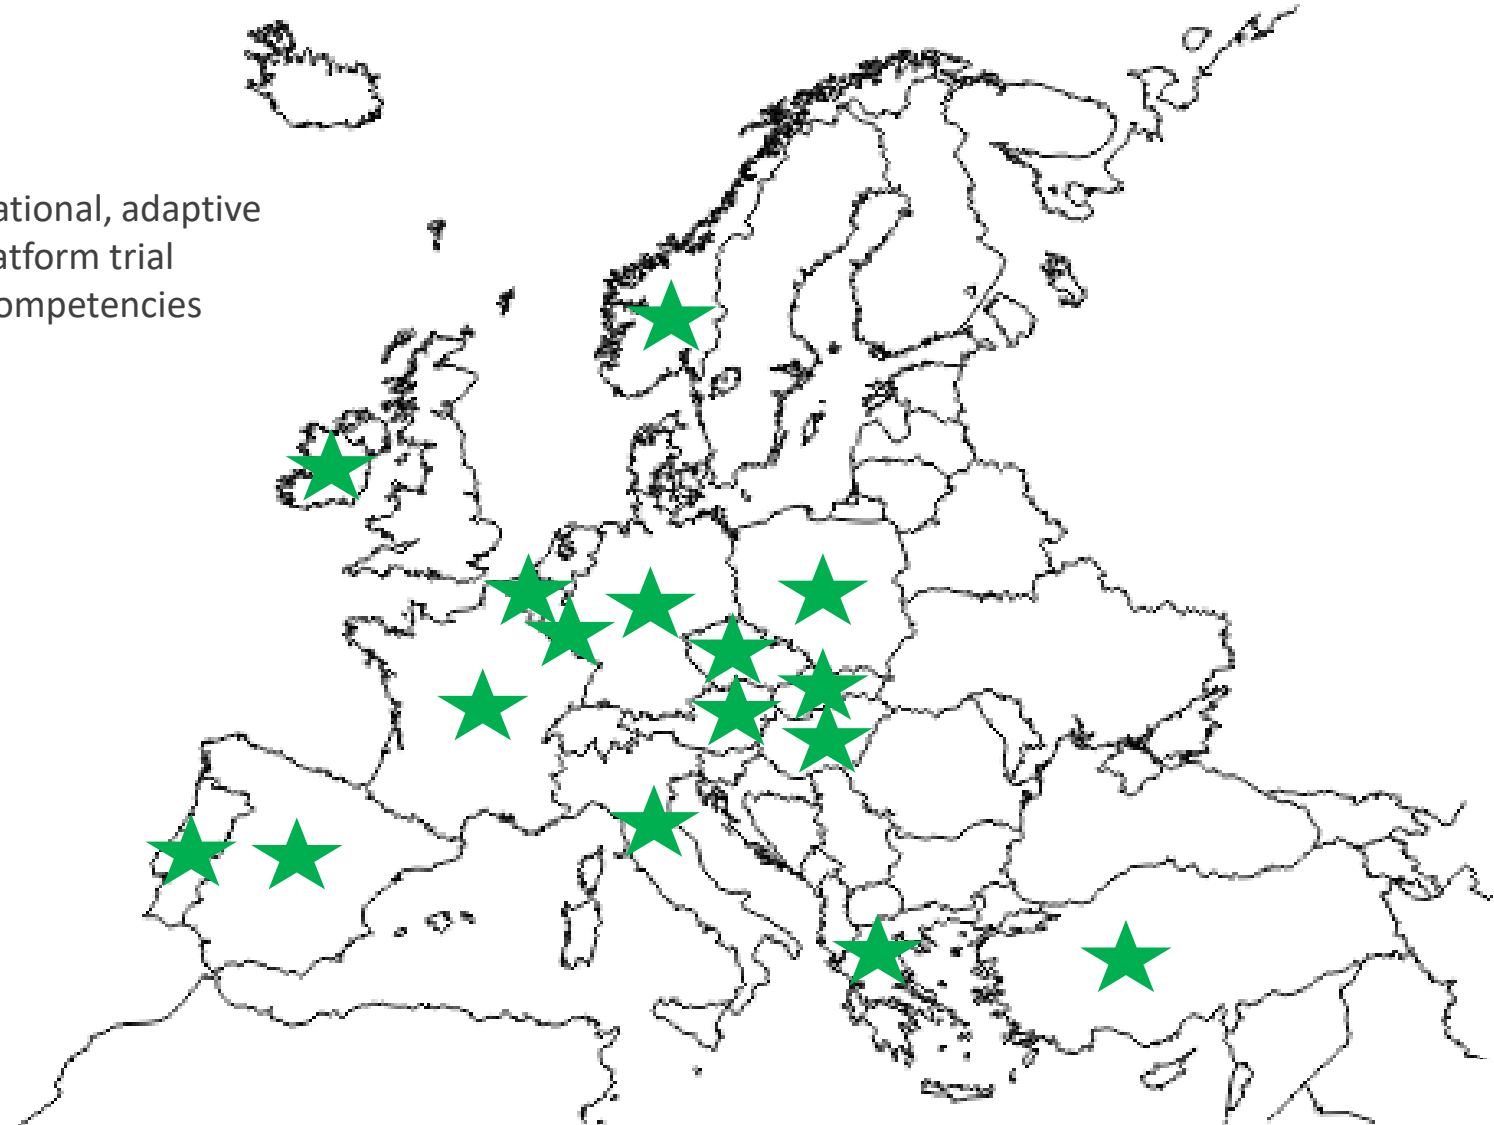 ational, adaptive
atform trial
ompetencies